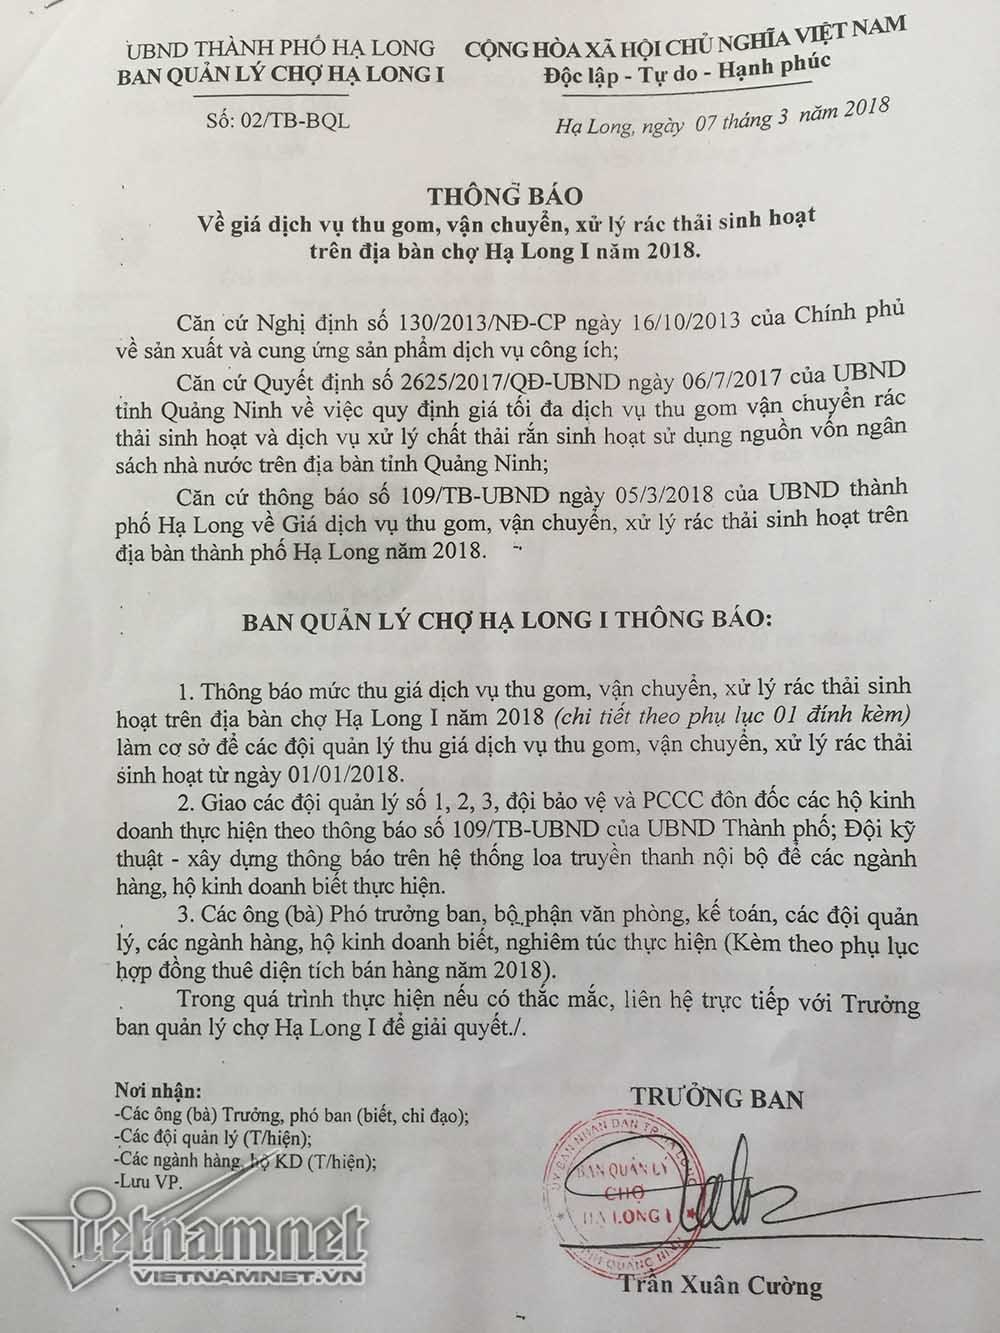 UBND THÀNH PHỐ HẠ LONG
BAN QUẢN LÝ CHỢ HẠ LONG I
Số: 02/TB-BQL
CỘNG HÒA XÃ HỘI CHỦ NGHĨA VIỆT NAM
Độc lập - Tự do - Hạnh phúc
Hạ Long, ngày 07 tháng 3 năm 2018
THÔNG BÁO
Về giá dịch vụ thu gom, vận chuyển, xử lý rác thải sinh hoạt
trên địa bàn chợ Hạ Long I năm 2018.
Căn cứ Nghị định số 130/2013/NĐ-CP ngày 16/10/2013 của Chính phủ
về sản xuất và cung ứng sản phẩm dịch vụ công ích;
Căn cứ Quyết định số 2625/2017/QĐ-UBND ngày 06/7/2017 của UBND
tỉnh Quảng Ninh về việc quy định giá tối đa dịch vụ thu gom vận chuyển rác
thải sinh hoạt và dịch vụ xử lý chất thải rắn sinh hoạt sử dụng nguồn vốn ngân
sách nhà nước trên địa bàn tỉnh Quảng Ninh;
Căn cứ thông báo số 109/TB-UBND ngày 05/3/2018 của UBND thành
phố Hạ Long về Giá dịch vụ thu gom, vận chuyển, xử lý rác thải sinh hoạt trên
địa bàn thành phố Hạ Long năm 2018.
BAN QUẢN LÝ CHỢ HẠ LONG I THÔNG BÁO:
1. Thông báo mức thu giá dịch vụ thu gom, vận chuyển, xử lý rác thải sinh
hoạt trên địa bàn chợ Hạ Long I năm 2018 (chi tiết theo phụ lục 01 đính kèm)
làm cơ sở để các đội quản lý thu giá dịch vụ thu gom, vận chuyển, xử lý rác thải
sinh hoạt từ ngày 01/01/2018.
2. Giao các đội quản lý số 1, 2, 3, đội bảo vệ và PCCC đôn đốc các hộ kinh
doanh thực hiện theo thông báo số 109/TB-UBND của UBND Thành phố; Đội kỹ
thuật - xây dựng thông báo trên hệ thống loa truyền thanh nội bộ để các ngành
hàng, hộ kinh doanh biết thực hiện.
3. Các ông (bà) Phó trưởng ban, bộ phận văn phòng, kế toán, các đội quản
lý, các ngành hàng, hộ kinh doanh biết, nghiêm túc thực hiện (Kèm theo phụ lục
hợp đồng thuê diện tích bán hàng năm 2018).
Trong quá trình thực hiện nếu có thắc mắc, liên hệ trực tiếp với Trưởng
ban quản lý chợ Hạ Long I để giải quyết./.
Nơi nhận:
-Các ông (bà) Trưởng, phó ban (biết, chỉ đạo);
-Các đội quản lý (T/hiện);
-Các ngành hàng, hộ KD (T/hiện);
-Lưu VP.
TRƯỞNG BAN
ỦY BAN NHÂN DÂN TP HẠ LONG
BAN QUẢN LÝ
CHỢ
HẠ LONG I
TỈNH QUẢNG NINH
Trần Xuân Cường
Vietnamnet
VIETNAMNET.VN